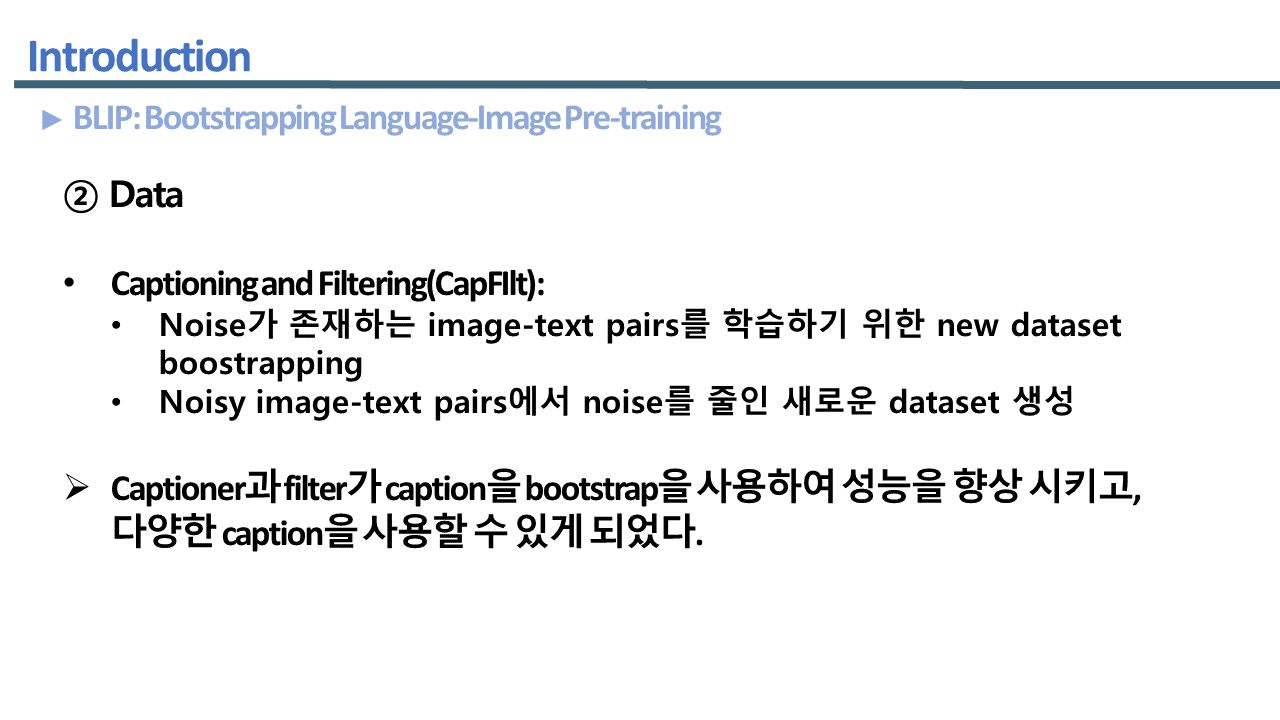 Introduction
► BLIP: Bootstrapping Language-Image Pre-training
② Data
• Captioning and Filtering(CapFIlt):
• Noise가 존재하는 image-text pairs를 학습하기 위한 new dataset
boostrapping
• Noisy image-text pairs에서 noise를 줄인 새로운 dataset 생성
➢ Captioner과 filter가 caption을 bootstrap을 사용하여 성능을 향상 시키고,
다양한 caption을 사용할 수 있게 되었다.